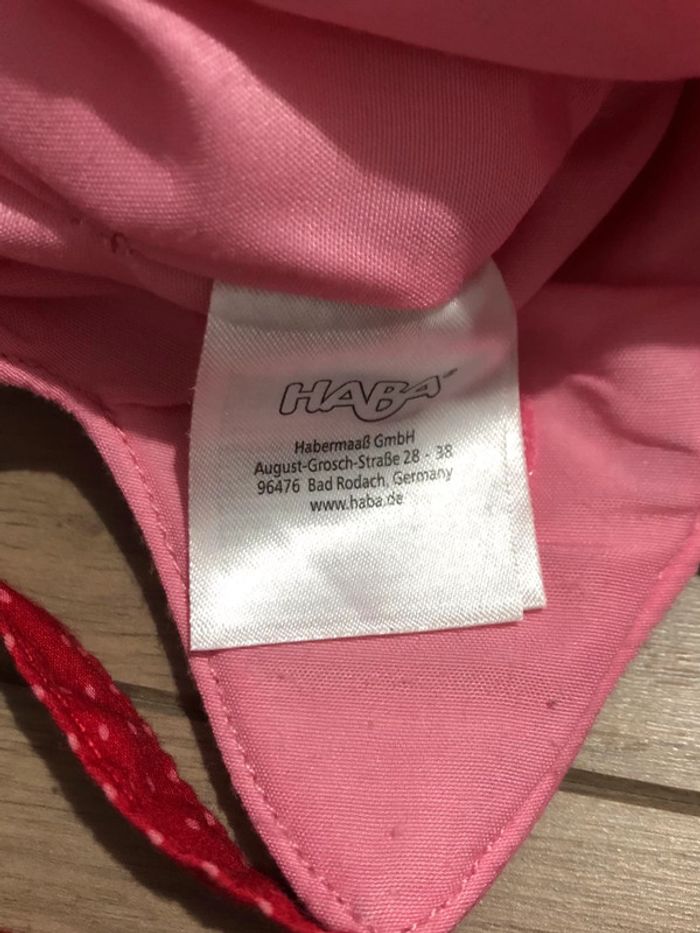 HABA
Habermaaß GmbH
August-Grosch-Straße 28 - 38
96476 Bad Rodach, Germany
www.haba.de